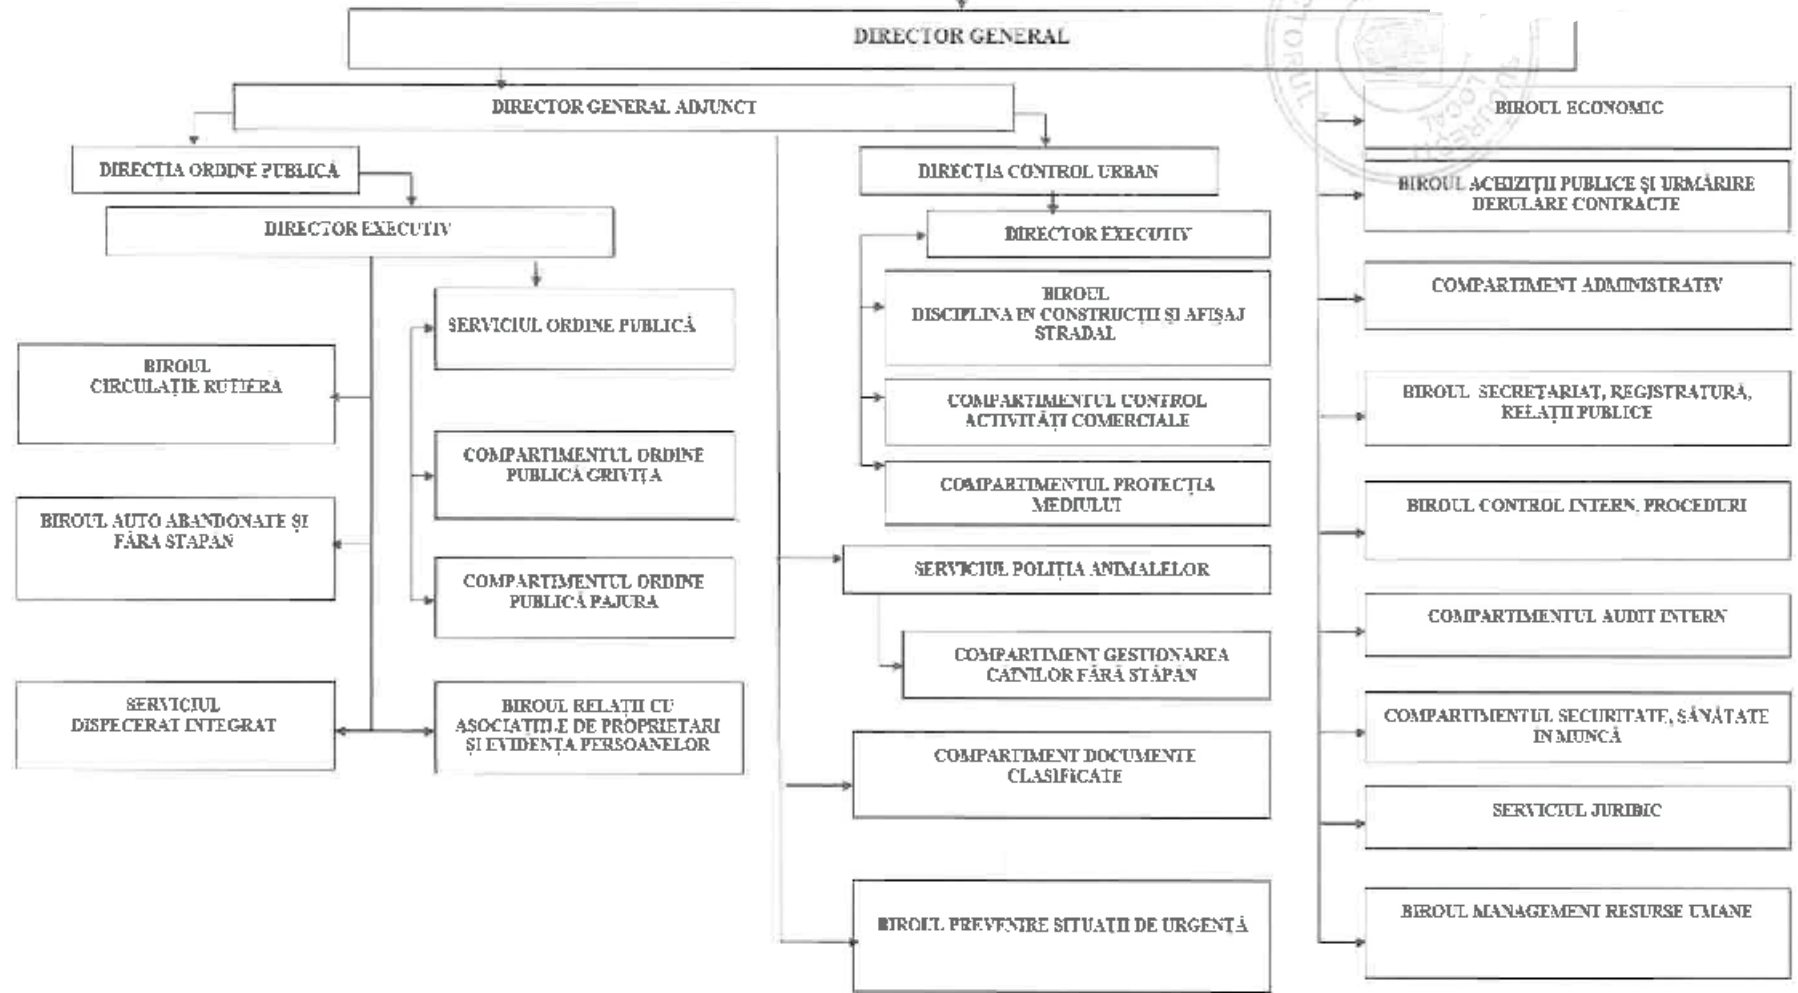 DIRECTOR GENERAL
DIRECTOR GENERAL ADJUNCT
DIRECȚIA ORDINE PUBLICĂ
DIRECTOR EXECUTIV
SERVICIUL ORDINE PUBLICĂ
BIROUL
CIRCULAȚIE RUTIERĂ
COMPARTIMENTUL ORDINE
PUBLICĂ GRIVIȚA
BIROUL AUTO ABANDONATE ȘI
FĂRA STAPAN
COMPARTIMENTUL ORDINE
PUBLICĂ PAJURA
SERVICIUL
DISPECERAT INTEGRAT
BIROUL RELAȚII CU
ASOCIAȚIILE DE PROPRIETARI
ȘI EVIDENȚA PERSOANELOR
DIRECȚIA CONTROL URBAN
DIRECTOR EXECUTIV
BIROUL
DISCIPLINA IN CONSTRUCȚII ȘI AFIȘAJ
STRADAL
COMPARTIMENTUL CONTROL
ACTIVITĂȚI COMERCIALE
COMPARTIMENTUL PROTECȚIA
MEDIULUI
SERVICIUL POLIȚIA ANIMALELOR
COMPARTIMENT GESTIONAREA
CAINILOR FĂRĂ STĂPÂN
COMPARTIMENT DOCUMENTE
CLASIFICATE
BIROUL PREVENIRE SITUAȚII DE URGENȚĂ
BIROUL ECONOMIC
BIROUL ACHIZIȚII PUBLICE ȘI URMĂRIRE
DERULARE CONTRACTE
COMPARTIMENT ADMINISTRATIV
BIROUL SECRETARIAT, REGISTRATURĂ,
RELAȚII PUBLICE
BIROUL CONTROL INTERN, PROCEDURI
COMPARTIMENTUL AUDIT INTERN
COMPARTIMENTUL SECURITATE, SĂNĂTATE
IN MUNCĂ
SERVICIUL JURIDIC
BIROUL MANAGEMENT RESURSE UMANE